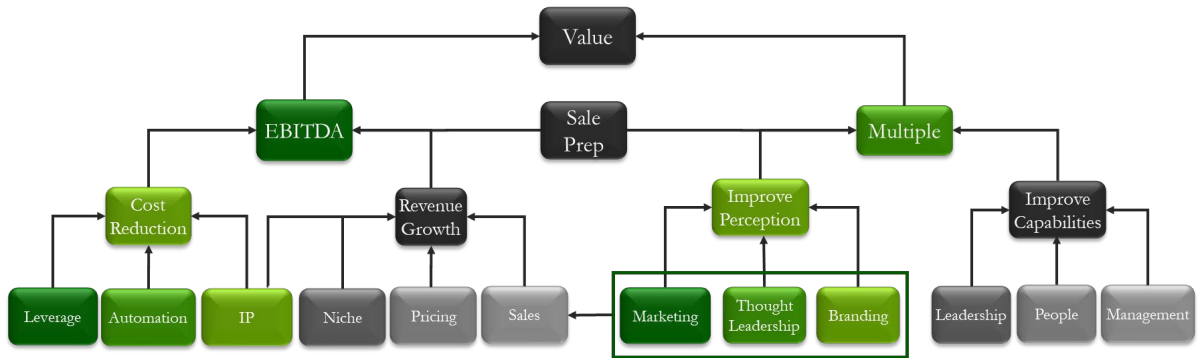 Value
EBITDA
Sale
Prep
Multiple
Cost
Reduction
Revenue
Growth
Improve
Perception
Improve
Capabilities
Leverage
Automation
IP
Niche
Pricing
Sales
Marketing
Thought
Leadership
Branding
Leadership
People
Management